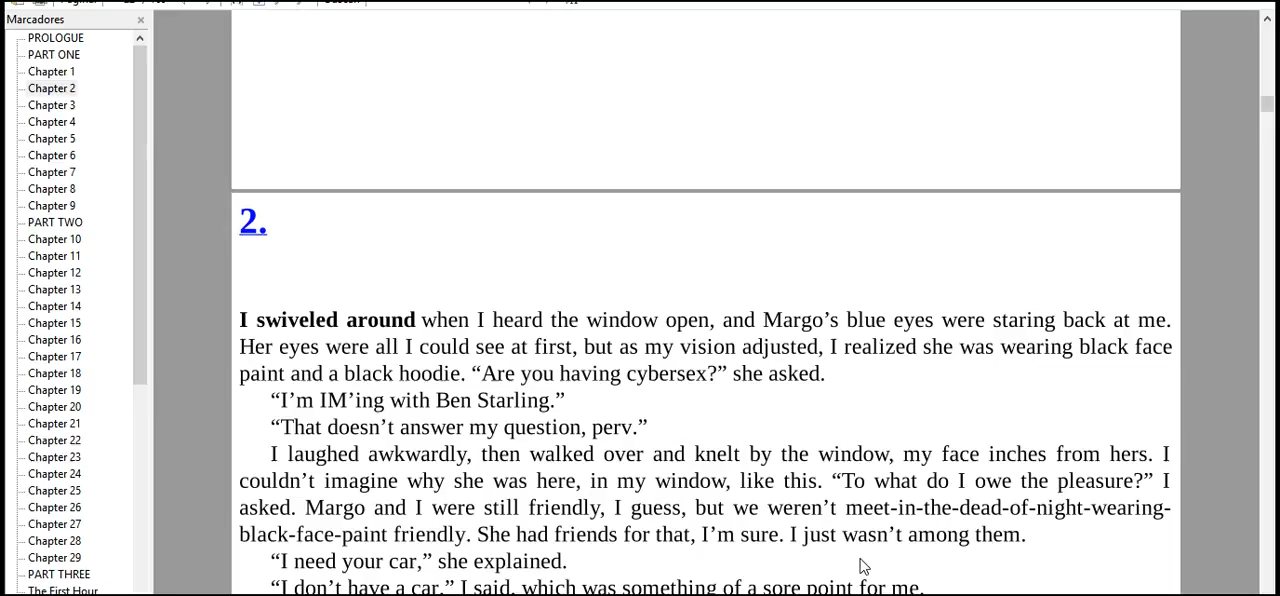 Marcadores
PROLOGUE
PART ONE
Chapter 1
Chapter 2
Chapter 3
Chapter 4
Chapter 5
Chapter 6
Chapter 7
Chapter 8
Chapter 9
PART TWO
Chapter 10
Chapter 11
Chapter 12
Chapter 13
Chapter 14
Chapter 15
Chapter 16
Chapter 17
Chapter 18
Chapter 19
Chapter 20
Chapter 21
Chapter 22
Chapter 23
Chapter 24
Chapter 25
Chapter 26
Chapter 27
Chapter 28
Chapter 29
PART THREE
The First Hour
2.
I swiveled around when I heard the window open, and Margo’s blue eyes were staring back at me.
Her eyes were all I could see at first, but as my vision adjusted, I realized she was wearing black face
paint and a black hoodie. “Are you having cybersex?” she asked.
“I’m IM’ing with Ben Starling.”
“That doesn’t answer my question, perv.”
I laughed awkwardly, then walked over and knelt by the window, my face inches from hers. I
couldn’t imagine why she was here, in my window, like this. “To what do I owe the pleasure?” I
asked. Margo and I were still friendly, I guess, but we weren’t meet-in-the-dead-of-night-wearing-
black-face-paint friendly. She had friends for that, I’m sure. I just wasn’t among them.
“I need your car,” she explained.
“I don’t have a car,” I said, which was something of a sore point for me.